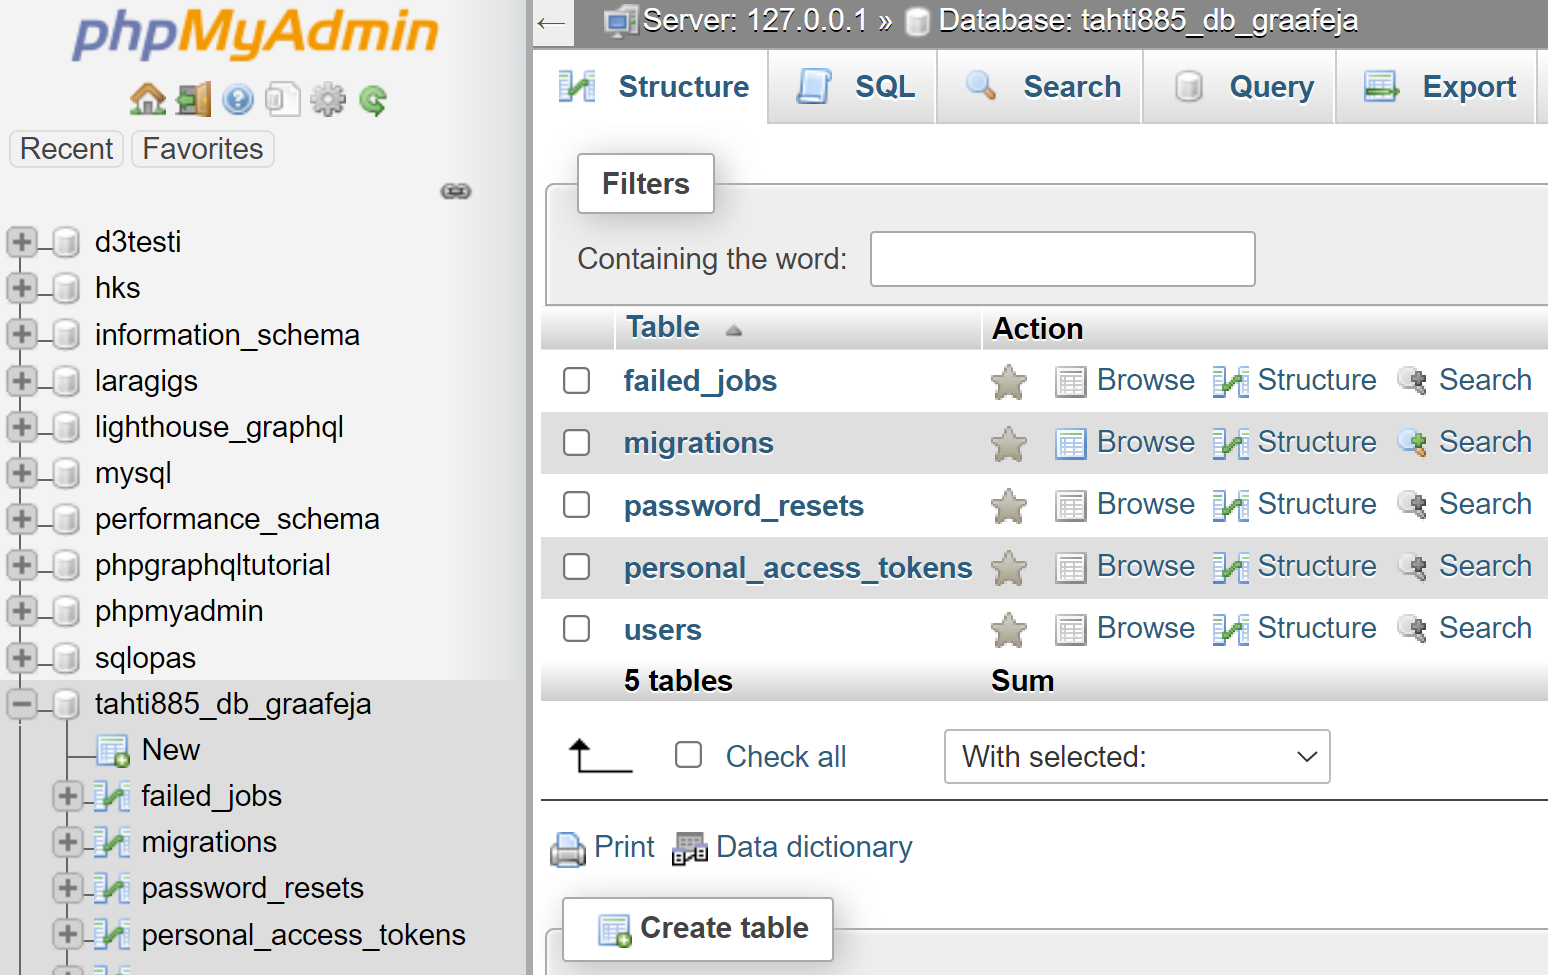 phpMyAdmin
Recent
Favorites
d3testi
hks
information_schema
laragigs
lighthouse_graphql
mysql
performance_schema
phpgraphqltutorial
phpmyadmin
sqlopas
tahti885_db_graafeja
New
failed_jobs
migrations
password_resets
personal_access_tokens
Server: 127.0.0.1 » Database: tahti885_db_graafeja
Structure SQL Search Query Export
Filters
Containing the word:
Table Action
failed_jobs Browse Structure Search
migrations Browse Structure Search
password_resets Browse Structure Search
personal_access_tokens Browse Structure Search
users Browse Structure Search
5 tables Sum
Check all With selected:
Print Data dictionary
Create table